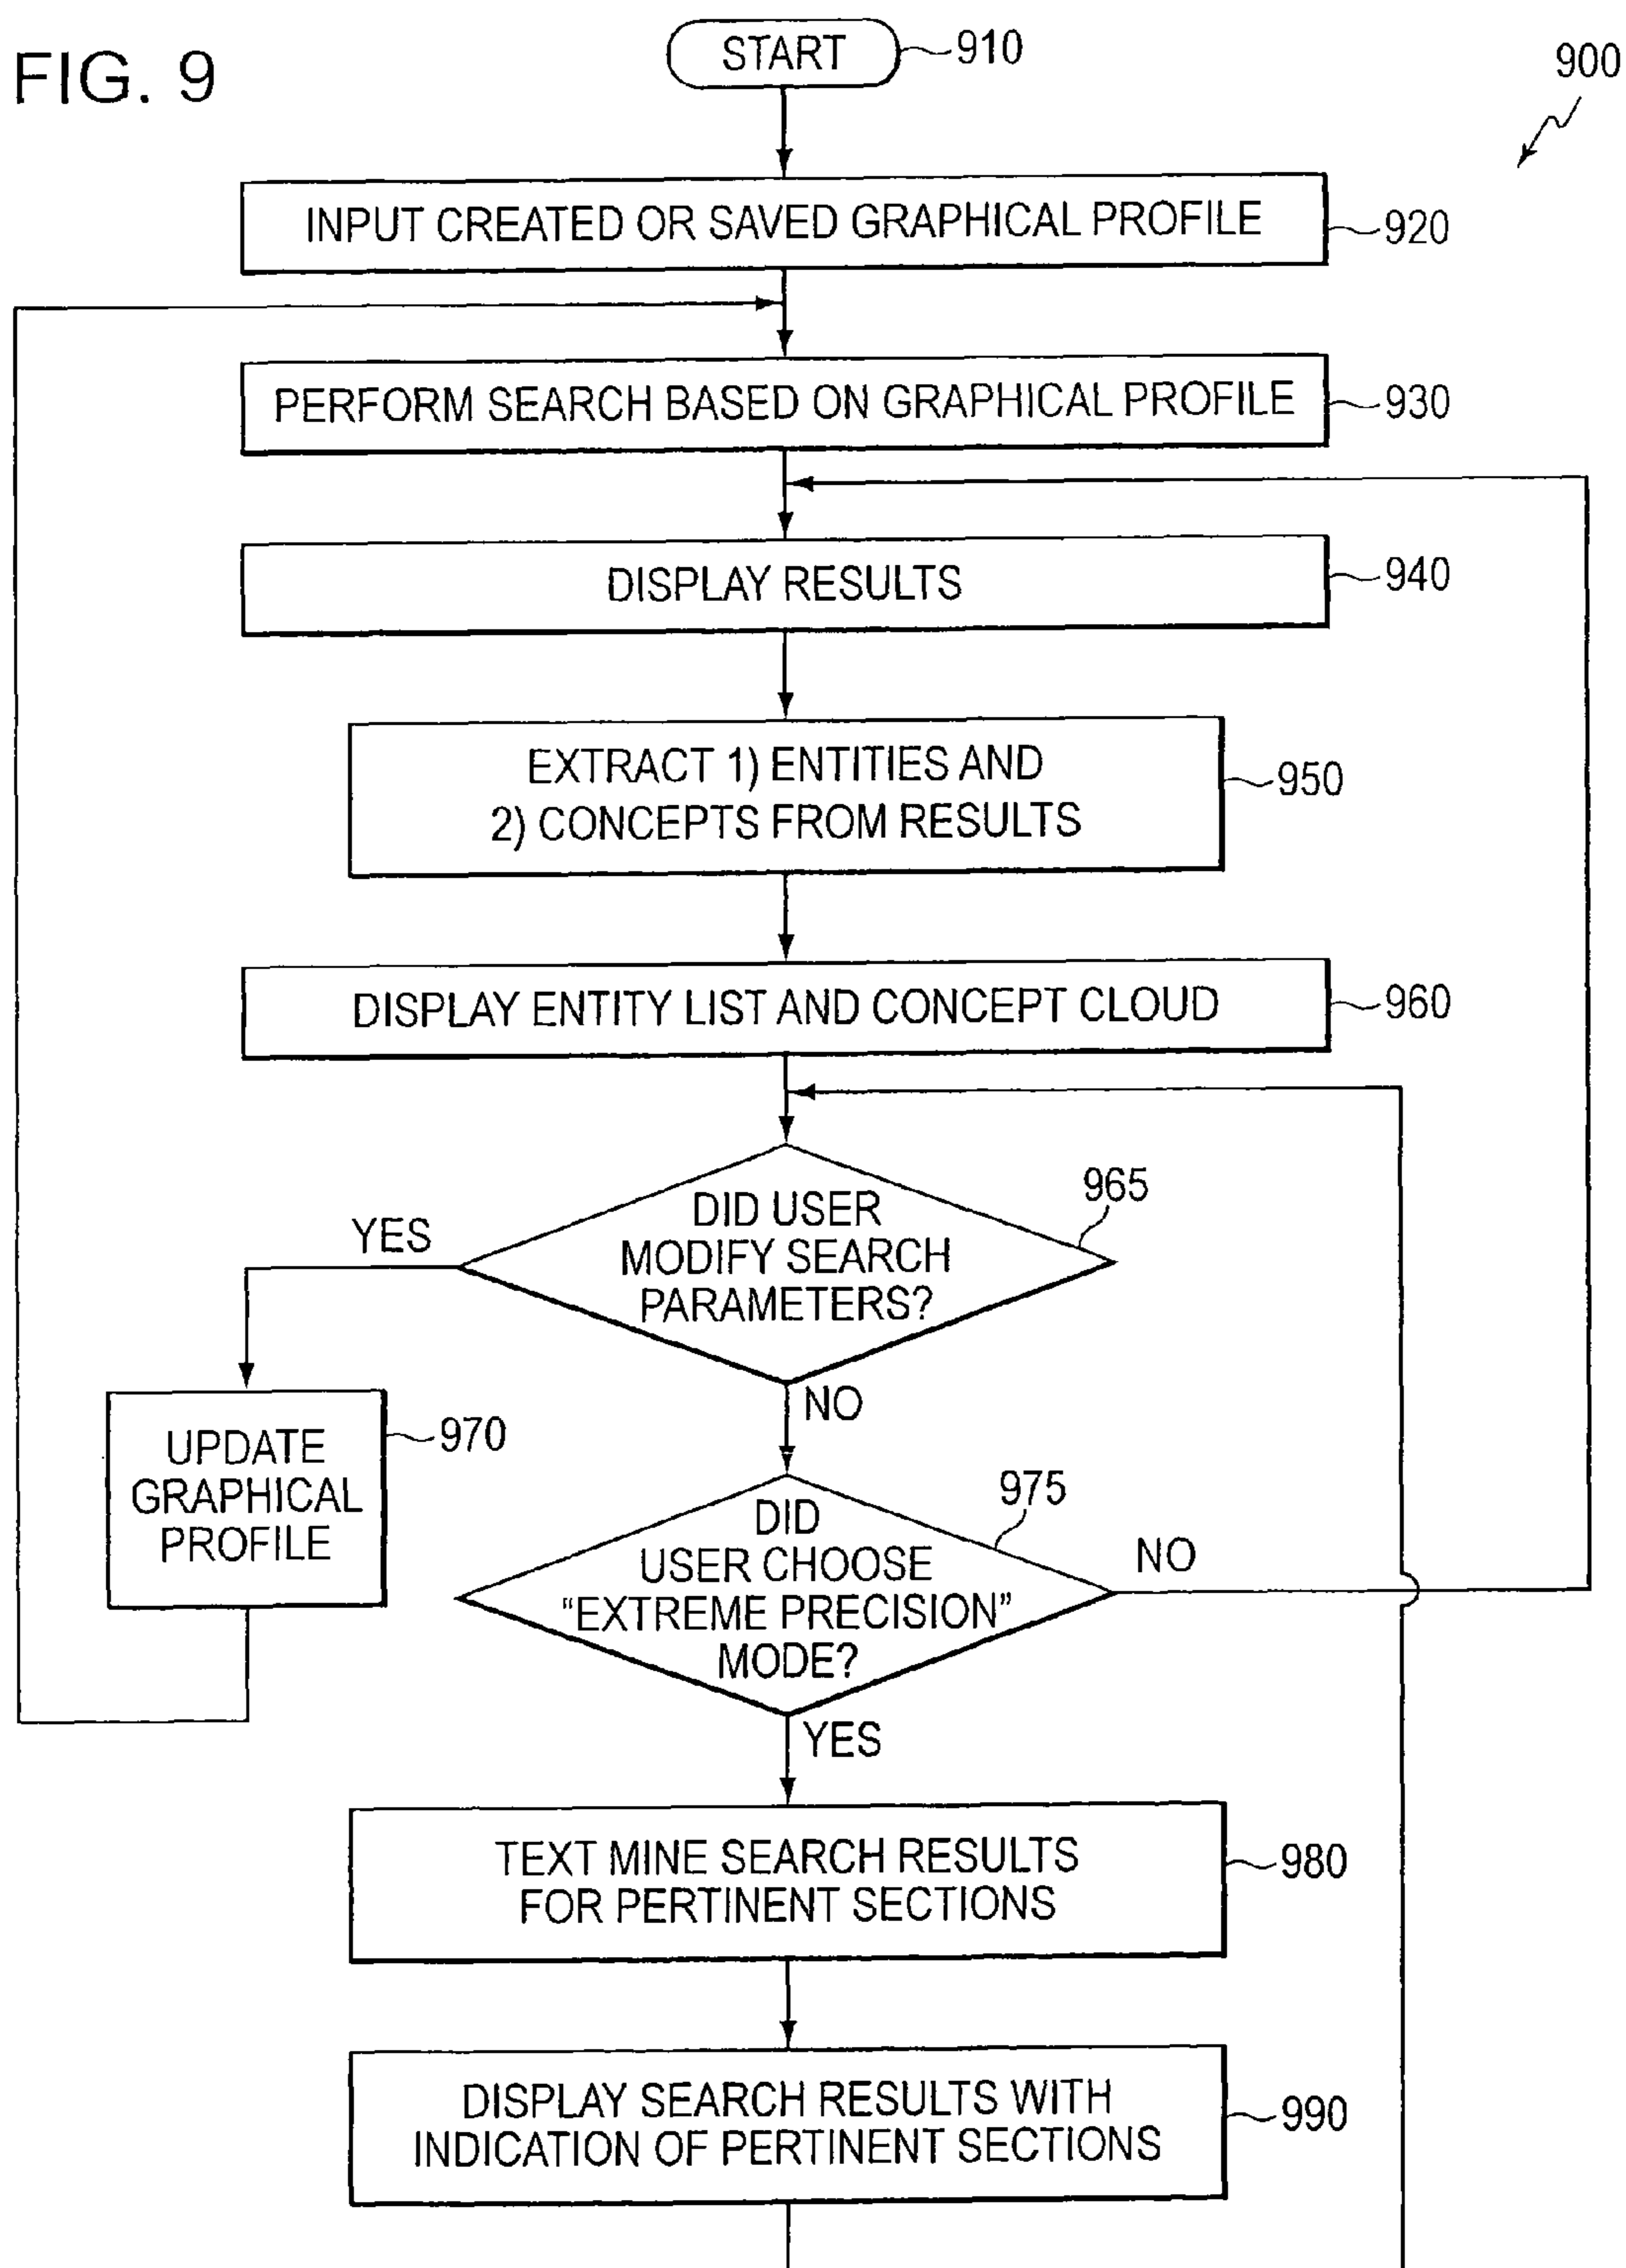 FIG. 9
START
910
900
INPUT CREATED OR SAVED GRAPHICAL PROFILE
920
PERFORM SEARCH BASED ON GRAPHICAL PROFILE
930
DISPLAY RESULTS
940
EXTRACT 1) ENTITIES AND
2) CONCEPTS FROM RESULTS
950
DISPLAY ENTITY LIST AND CONCEPT CLOUD
960
DID USER
MODIFY SEARCH
PARAMETERS?
965
YES
NO
UPDATE
GRAPHICAL
PROFILE
970
DID
USER CHOOSE
“EXTREME PRECISION”
MODE?
975
NO
YES
TEXT MINE SEARCH RESULTS
FOR PERTINENT SECTIONS
980
DISPLAY SEARCH RESULTS WITH
INDICATION OF PERTINENT SECTIONS
990